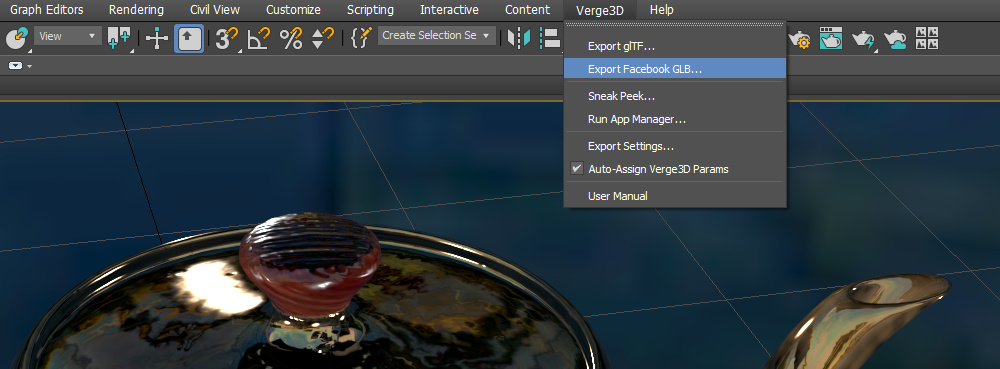 Graph Editors Rendering Civil View Customize Scripting Interactive Content Verge3D Help
View 3 % Create Selection Se
Export glTF...
Export Facebook GLB...
Sneak Peek...
Run App Manager...
Export Settings...
Auto-Assign Verge3D Params
User Manual